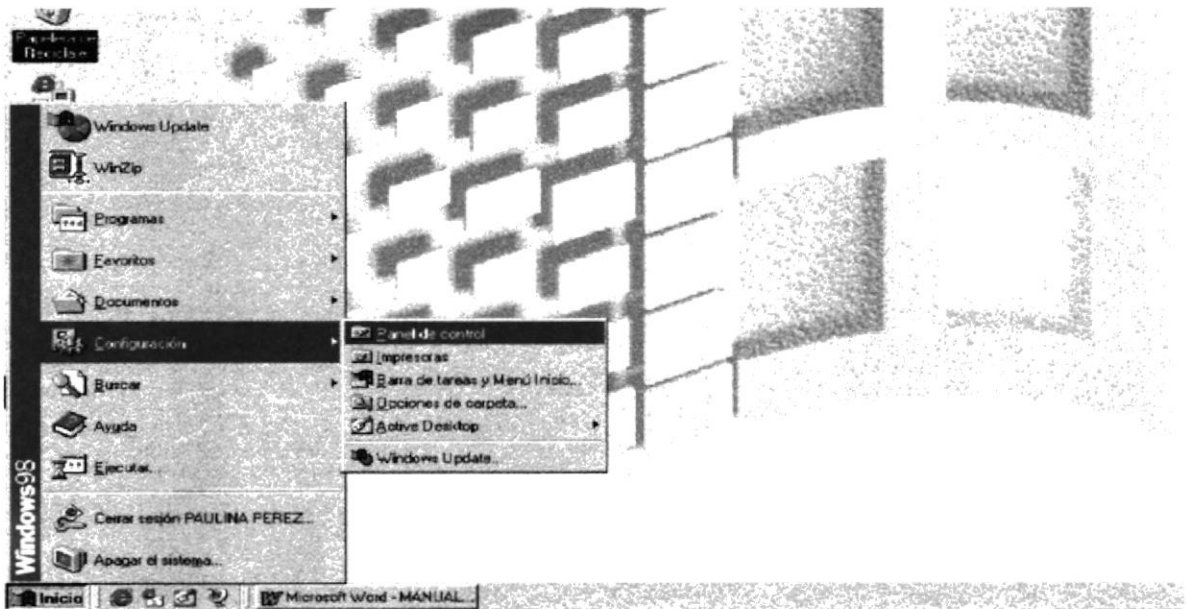 Papelera de
Reciclaje
Windows Update
WinZip
Programas
Favoritos
Documentos
Configuración
Buscar
Ayuda
Ejecutar...
Cerrar sesión PAULINA PEREZ...
Apagar el sistema...
Windows98
Panel de control
Impresoras
Barra de tareas y Menú Inicio...
Opciones de carpeta...
Active Desktop
Windows Update...
Inicio
Microsoft Word - MANUAL...